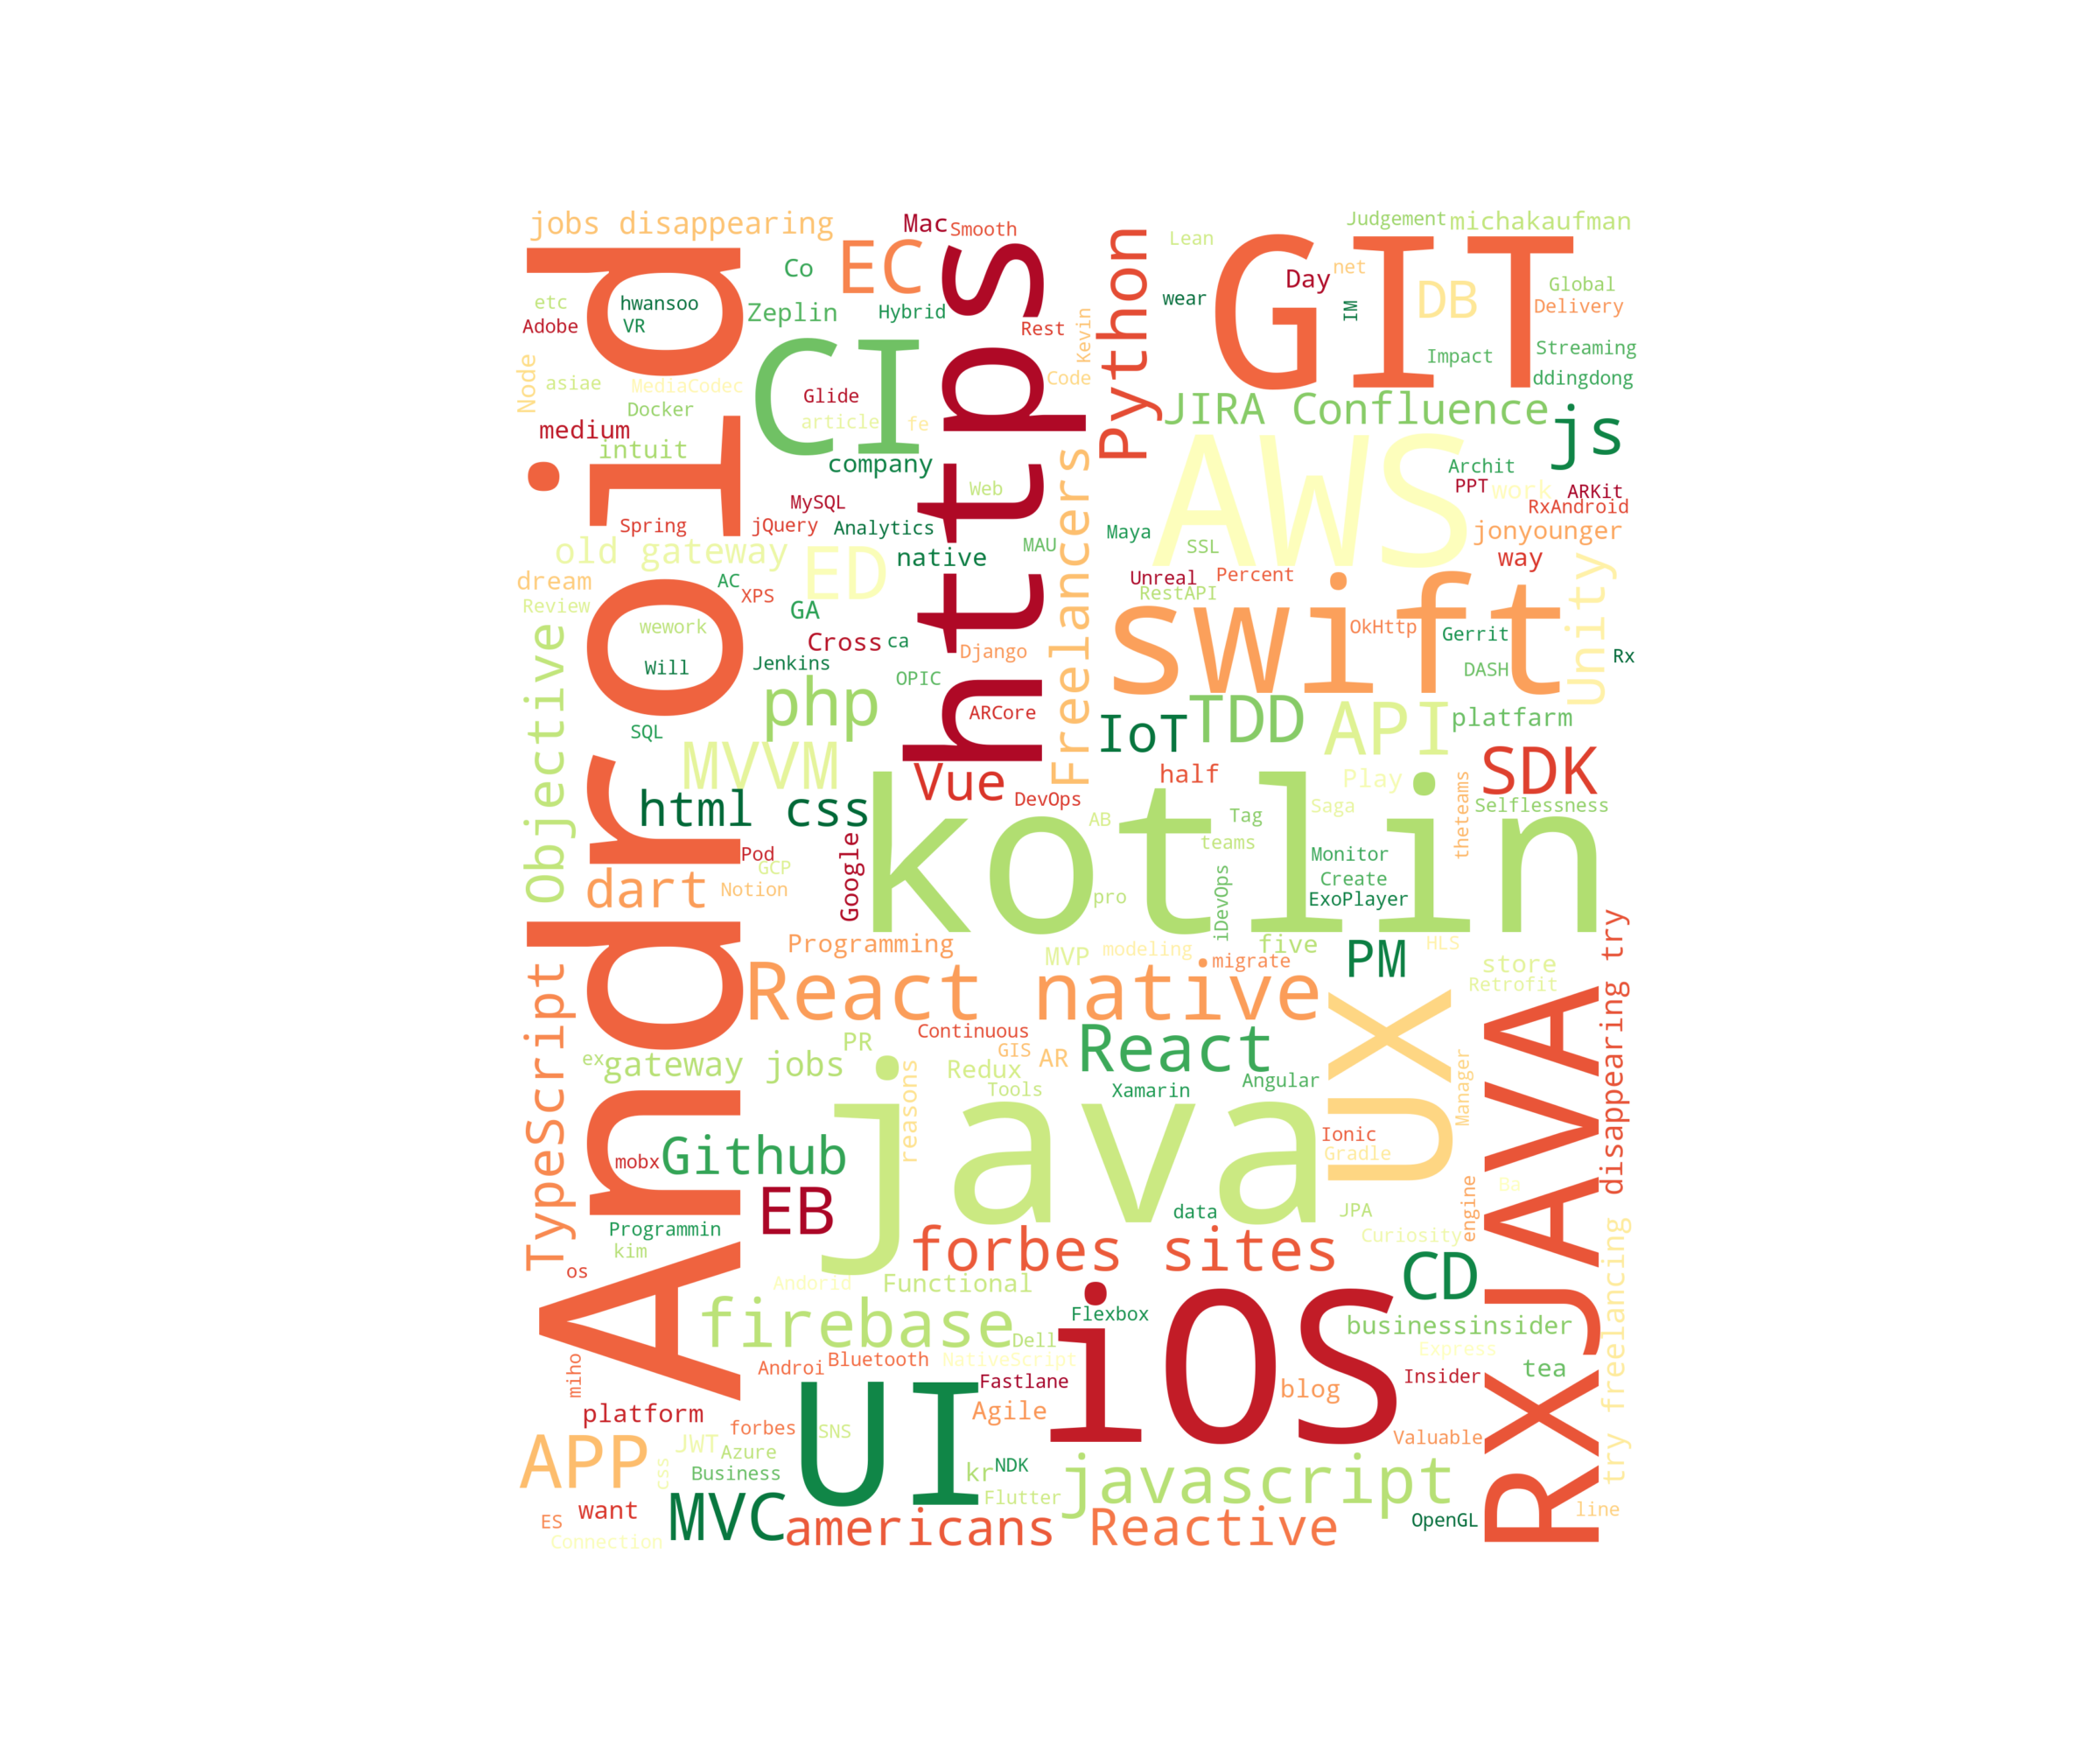 jobs disappearing
Mac
Smooth
Judgement
michakaufman
Android
https
Python
GIT
Lean
EC
Co
Day
net
DB
Global
Delivery
etc
hwansoo
Adobe
VR
Zeplin
Hybrid
Rest
Kevin
wear
IM
CI
Impact
Streaming
ddingdong
Node
asiae
MediaCodec
Glide
Code
Docker
article
fe
JIRA Confluence
js
medium
intuit
company
Freelancers
AWS
Archit
PPT
work
ARKit
RxAndroid
MySQL
Web
Spring
jQuery
Analytics
Maya
jonyounger
old gateway
ED
native
MAU
SSL
way
Unity
dream
AC
XPS
Unreal
Percent
RestAPI
swift
Review
GA
Objective
wework
Cross
ca
OkHttp
Gerrit
Will
Jenkins
Django
DASH
Rx
OPIC
php
ARCore
SQL
IoT
TDD
API
platfarm
MVVM
Vue
half
Play
SDK
html css
DevOps
kotlin
AB
Tag
Saga
theteams
Selflessness
teams
Pod
GCP
Google
Monitor
dart
Notion
pro
iDevOps
Create
ExoPlayer
TypeScript
Programming
MVP
modeling
five
PM
HLS
disappearing try
React native
migrate
store
Retrofit
UX
RXJAVA
Continuous
React
PR
GIS
AR
ex
gateway jobs
reasons
Redux
Tools
Xamarin
Angular
Manager
java
mobx
Github
Ionic
Gradle
EB
engine
Ba
data
JPA
Programmin
kim
forbes sites
Curiosity
try freelancing
os
Andorid
Functional
CD
firebase
iOS
Flexbox
businessinsider
Dell
Express
miho
Androi
Bluetooth
NativeScript
Fastlane
Insider
tea
UI
blog
platform
forbes
SNS
Agile
Valuable
APP
JWT
Azure
css
Business
kr
NDK
javascript
Flutter
want
MVC
line
ES
americans
Reactive
OpenGL
Connection